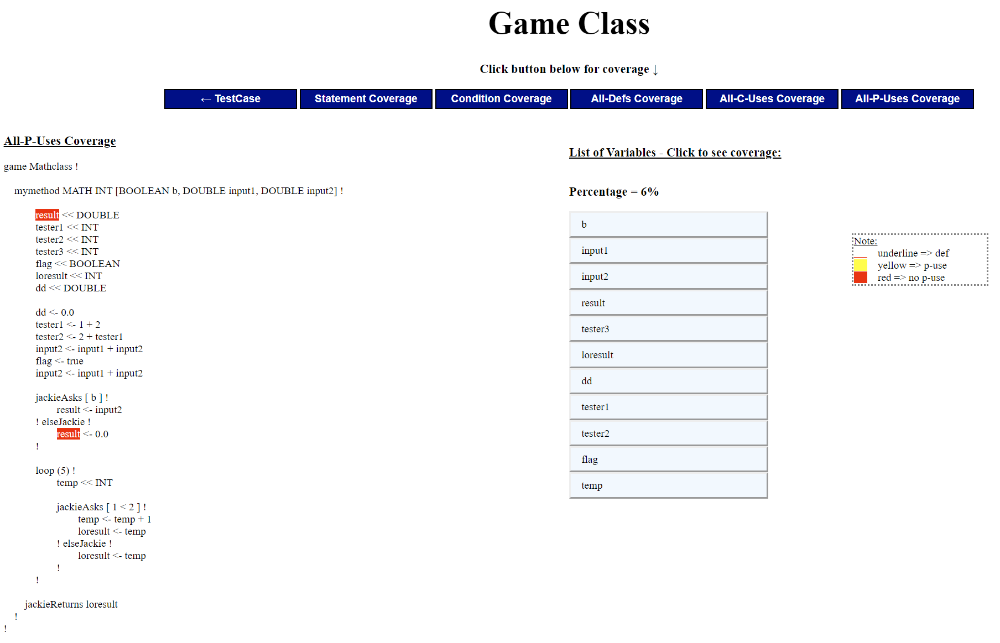 Game Class
Click button below for coverage ↓
← TestCase
Statement Coverage
Condition Coverage
All-Defs Coverage
All-C-Uses Coverage
All-P-Uses Coverage
All-P-Uses Coverage
game Mathclass !
mymethod MATH INT [BOOLEAN b, DOUBLE input1, DOUBLE input2] !
result << DOUBLE
tester1 << INT
tester2 << INT
tester3 << INT
flag << BOOLEAN
loresult << INT
dd << DOUBLE
dd <- 0.0
tester1 <- 1 + 2
tester2 <- 2 + tester1
input2 <- input1 + input2
flag <- true
input2 <- input1 + input2
jackieAsks [ b ] !
result <- input2
! elseJackie !
result <- 0.0
!
loop (5) !
temp << INT
jackieAsks [ 1 < 2 ] !
temp <- temp + 1
loresult <- temp
! elseJackie !
loresult <- temp
!
!
jackieReturns loresult
!
!
List of Variables - Click to see coverage:
Percentage = 6%
b
input1
input2
result
tester3
loresult
dd
tester1
tester2
flag
temp
Note:
underline => def
yellow => p-use
red => no p-use